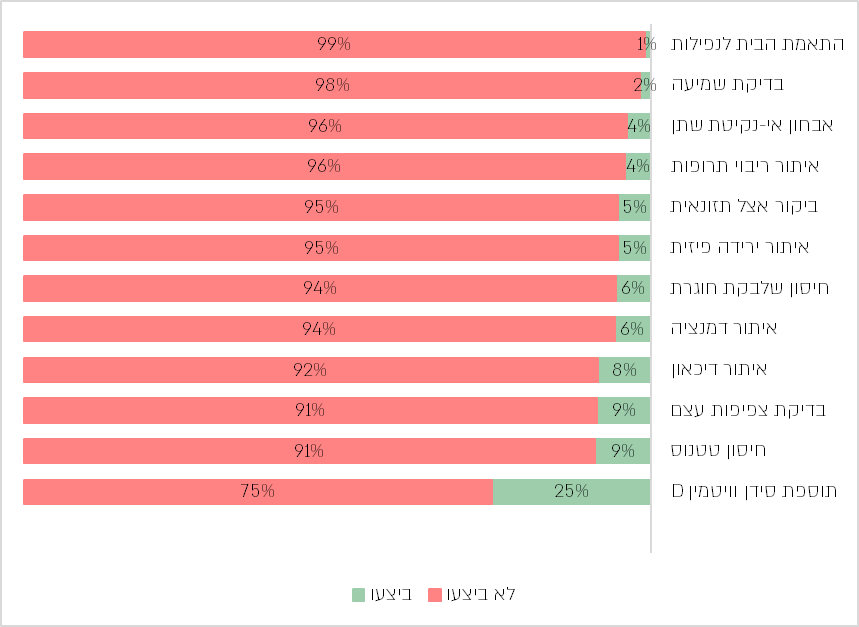 התאמת הבית לנפילות 1% 99%
בדיקת שמיעה 2% 98%
אבחון אי-נקיטת שתן 4% 96%
איתור ריבוי תרופות 4% 96%
ביקור אצל תזונאית 5% 95%
איתור ירידה פיזית 5% 95%
חיסון שלבקת חוגרת 6% 94%
איתור דמנציה 6% 94%
איתור דיכאון 8% 92%
בדיקת צפיפות עצם 9% 91%
חיסון טטנוס 9% 91%
תוספת סידן וויטמין D 25% 75%
לא ביצעו ביצעו